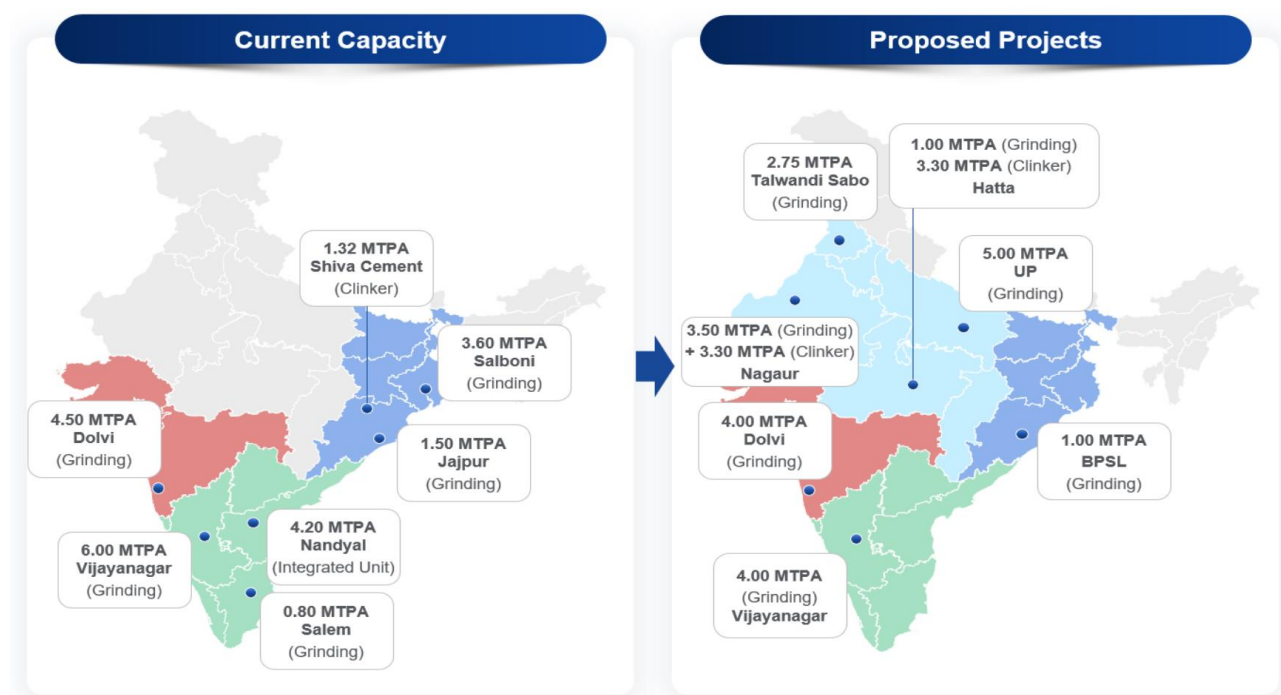 Current Capacity
1.32 MTPA
Shiva Cement
(Clinker)
3.60 MTPA
Salboni
(Grinding)
4.50 MTPA
Dolvi
(Grinding)
1.50 MTPA
Jajpur
(Grinding)
6.00 MTPA
Vijayanagar
(Grinding)
4.20 MTPA
Nandyal
(Integrated Unit)
0.80 MTPA
Salem
(Grinding)
Proposed Projects
2.75 MTPA
Talwandi Sabo
(Grinding)
1.00 MTPA (Grinding)
3.30 MTPA (Clinker)
Hatta
5.00 MTPA
UP
(Grinding)
3.50 MTPA (Grinding)
+ 3.30 MTPA (Clinker)
Nagaur
4.00 MTPA
Dolvi
(Grinding)
1.00 MTPA
BPSL
(Grinding)
4.00 MTPA
(Grinding)
Vijayanagar